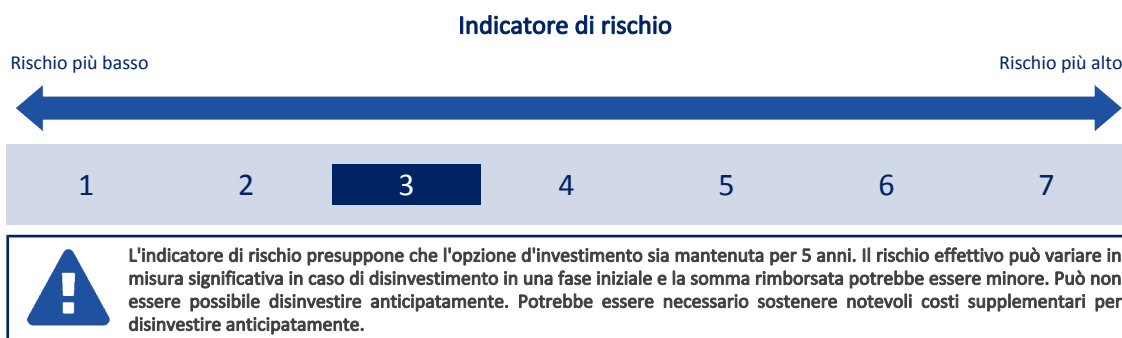 Indicatore di rischio
Rischio più basso
Rischio più alto
1 2 3 4 5 6 7
L'indicatore di rischio presuppone che l'opzione d'investimento sia mantenuta per 5 anni. Il rischio effettivo può variare in
misura significativa in caso di disinvestimento in una fase iniziale e la somma rimborsata potrebbe essere minore. Può non
essere possibile disinvestire anticipatamente. Potrebbe essere necessario sostenere notevoli costi supplementari per
disinvestire anticipatamente.